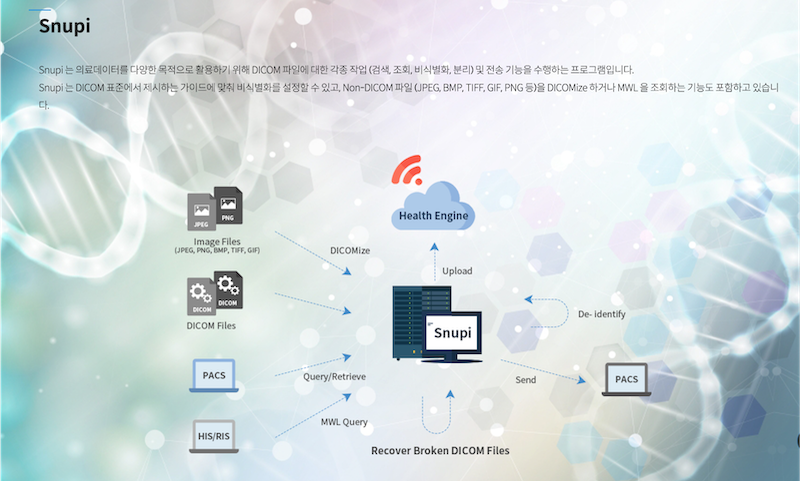 Snupi
Snupi 는 의료데이터를 다양한 목적으로 활용하기 위해 DICOM 파일에 대한 각종 작업 (검색, 조회, 비식별화, 분리) 및 전송 기능을 수행하는 프로그램입니다.
Snupi 는 DICOM 표준에서 제시하는 가이드에 맞춰 비식별화를 설정할 수 있고, Non-DICOM 파일 (JPEG, BMP, TIFF, GIF, PNG 등)을 DICOMize 하거나 MWL 을 조회하는 기능도 포함하고 있습니
다.
Health Engine
JPEG
PNG
Image Files
(JPEG, PNG, BMP, TIFF, GIF)
DICOMize
Upload
DICOM
DICOM
DICOM Files
Snupi
De- identify
PACS
Query/Retrieve
Send
PACS
MWL Query
HIS/RIS
Recover Broken DICOM Files